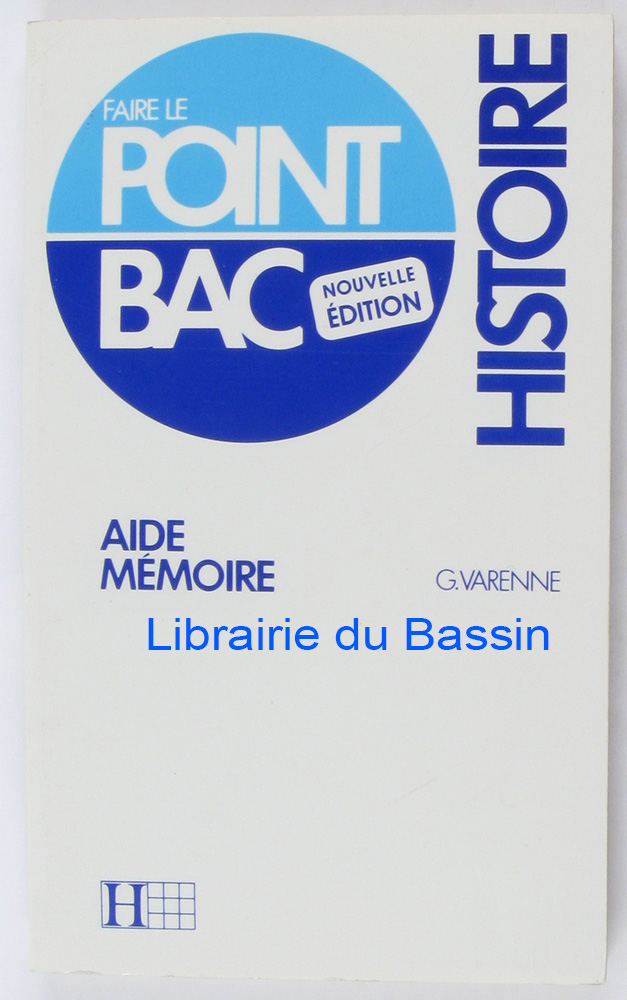 FAIRE LE
POINT
BAC
NOUVELLE
ÉDITION
HISTOIRE
AIDE
MÉMOIRE
G.VARENNE
Librairie du Bassin
H